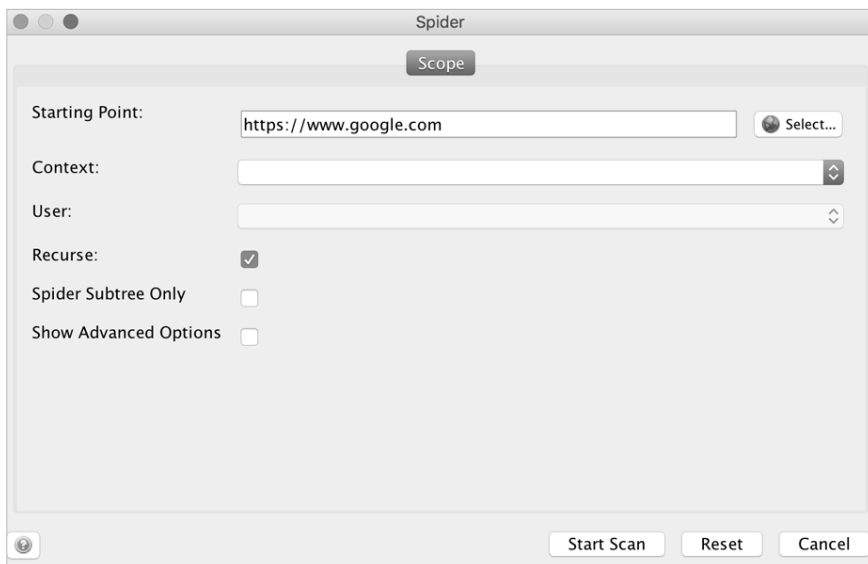 Spider
Scope
Starting Point:
https://www.google.com
Select...
Context:
User:
Recurse:
Spider Subtree Only
Show Advanced Options
?
Start Scan
Reset
Cancel